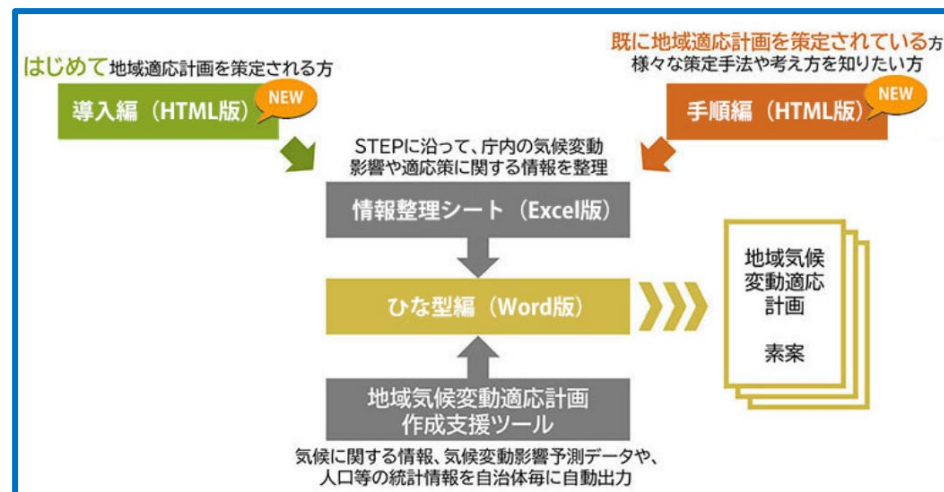 はじめて地域適応計画を策定される方
導入編（HTML版）
NEW
既に地域適応計画を策定されている方
様々な策定手法や考え方を知りたい方
手順編（HTML版）
NEW
STEPに沿って、庁内の気候変動
影響や適応策に関する情報を整理
情報整理シート（Excel版）
ひな型編（Word版）
地域気候
変動適応
計画
素案
地域気候変動適応計画
作成支援ツール
気候に関する情報、気候変動影響予測データや、
人口等の統計情報を自治体毎に自動出力